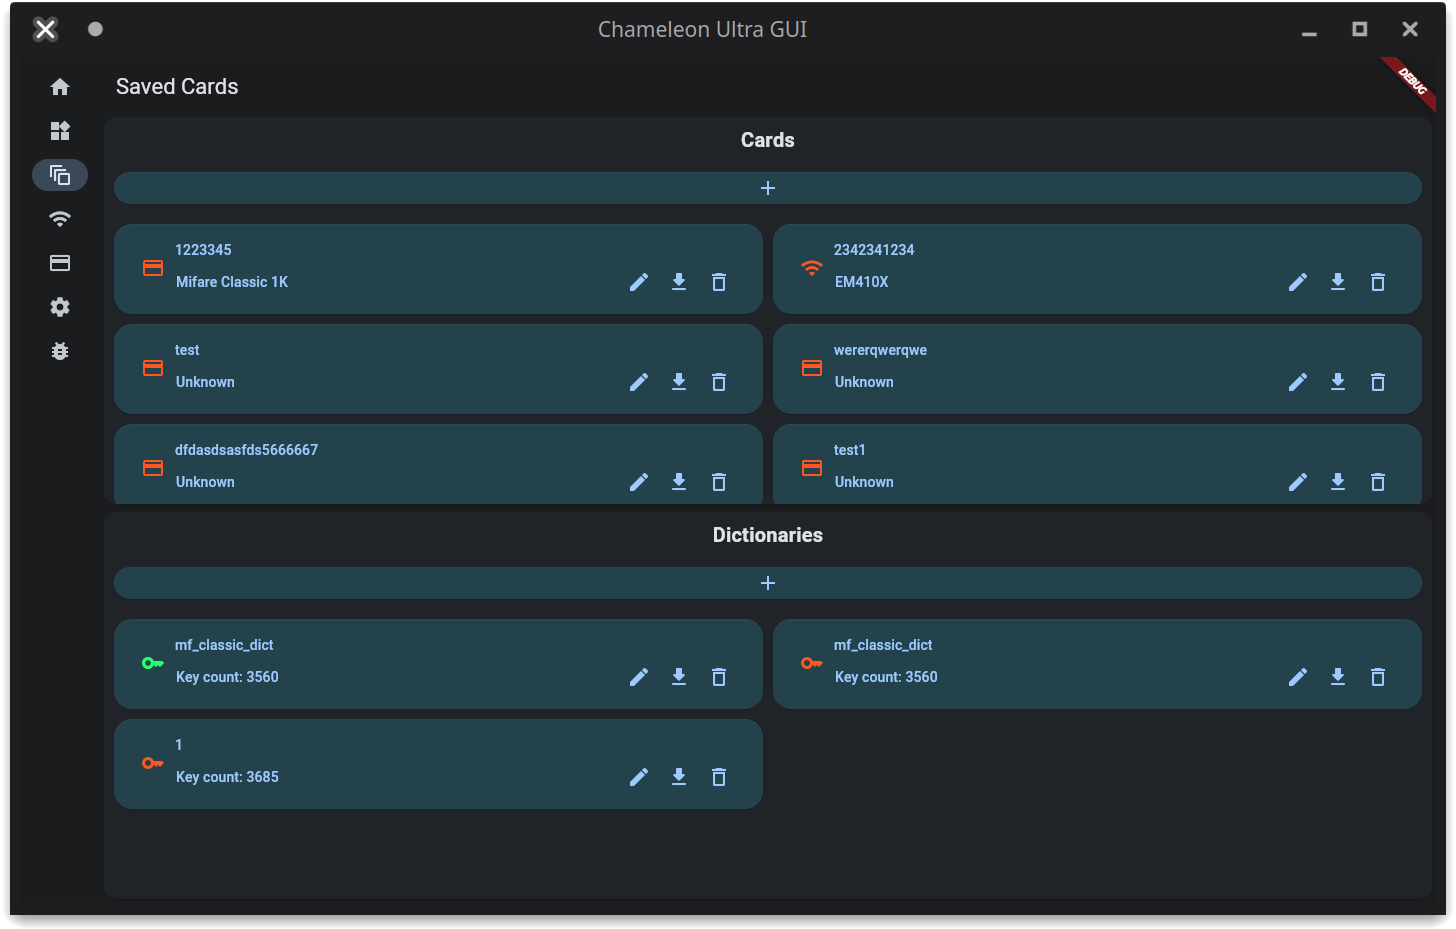 Chameleon Ultra GUI
DEBUG
Saved Cards
Cards
1223345
Mifare Classic 1K
2342341234
EM410X
test
Unknown
wererqwerqwe
Unknown
dfdasdsasfds5666667
Unknown
test1
Unknown
Dictionaries
mf_classic_dict
Key count: 3560
mf_classic_dict
Key count: 3560
1
Key count: 3685